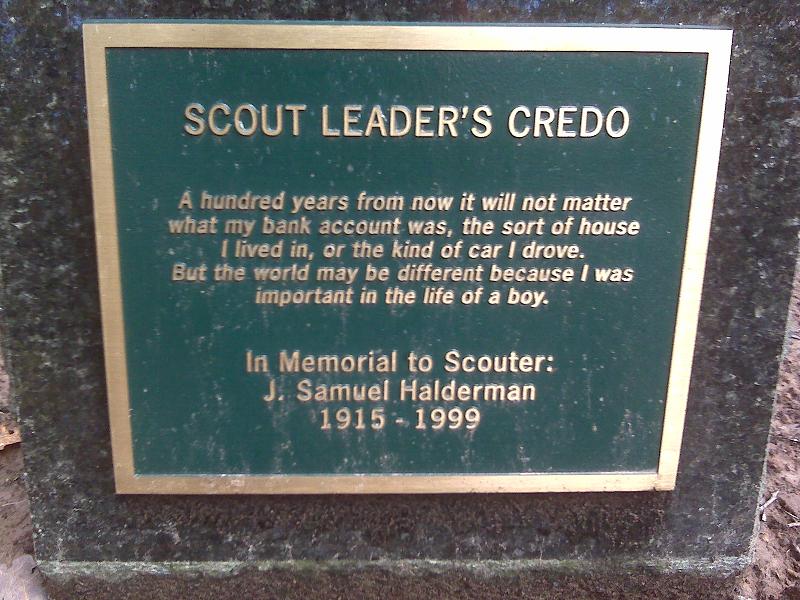 SCOUT LEADER'S CREDO
A hundred years from now it will not matter
what my bank account was, the sort of house
I lived in, or the kind of car I drove.
But the world may be different because I was
important in the life of a boy.
In Memorial to Scouter:
J. Samuel Halderman
1915 - 1999